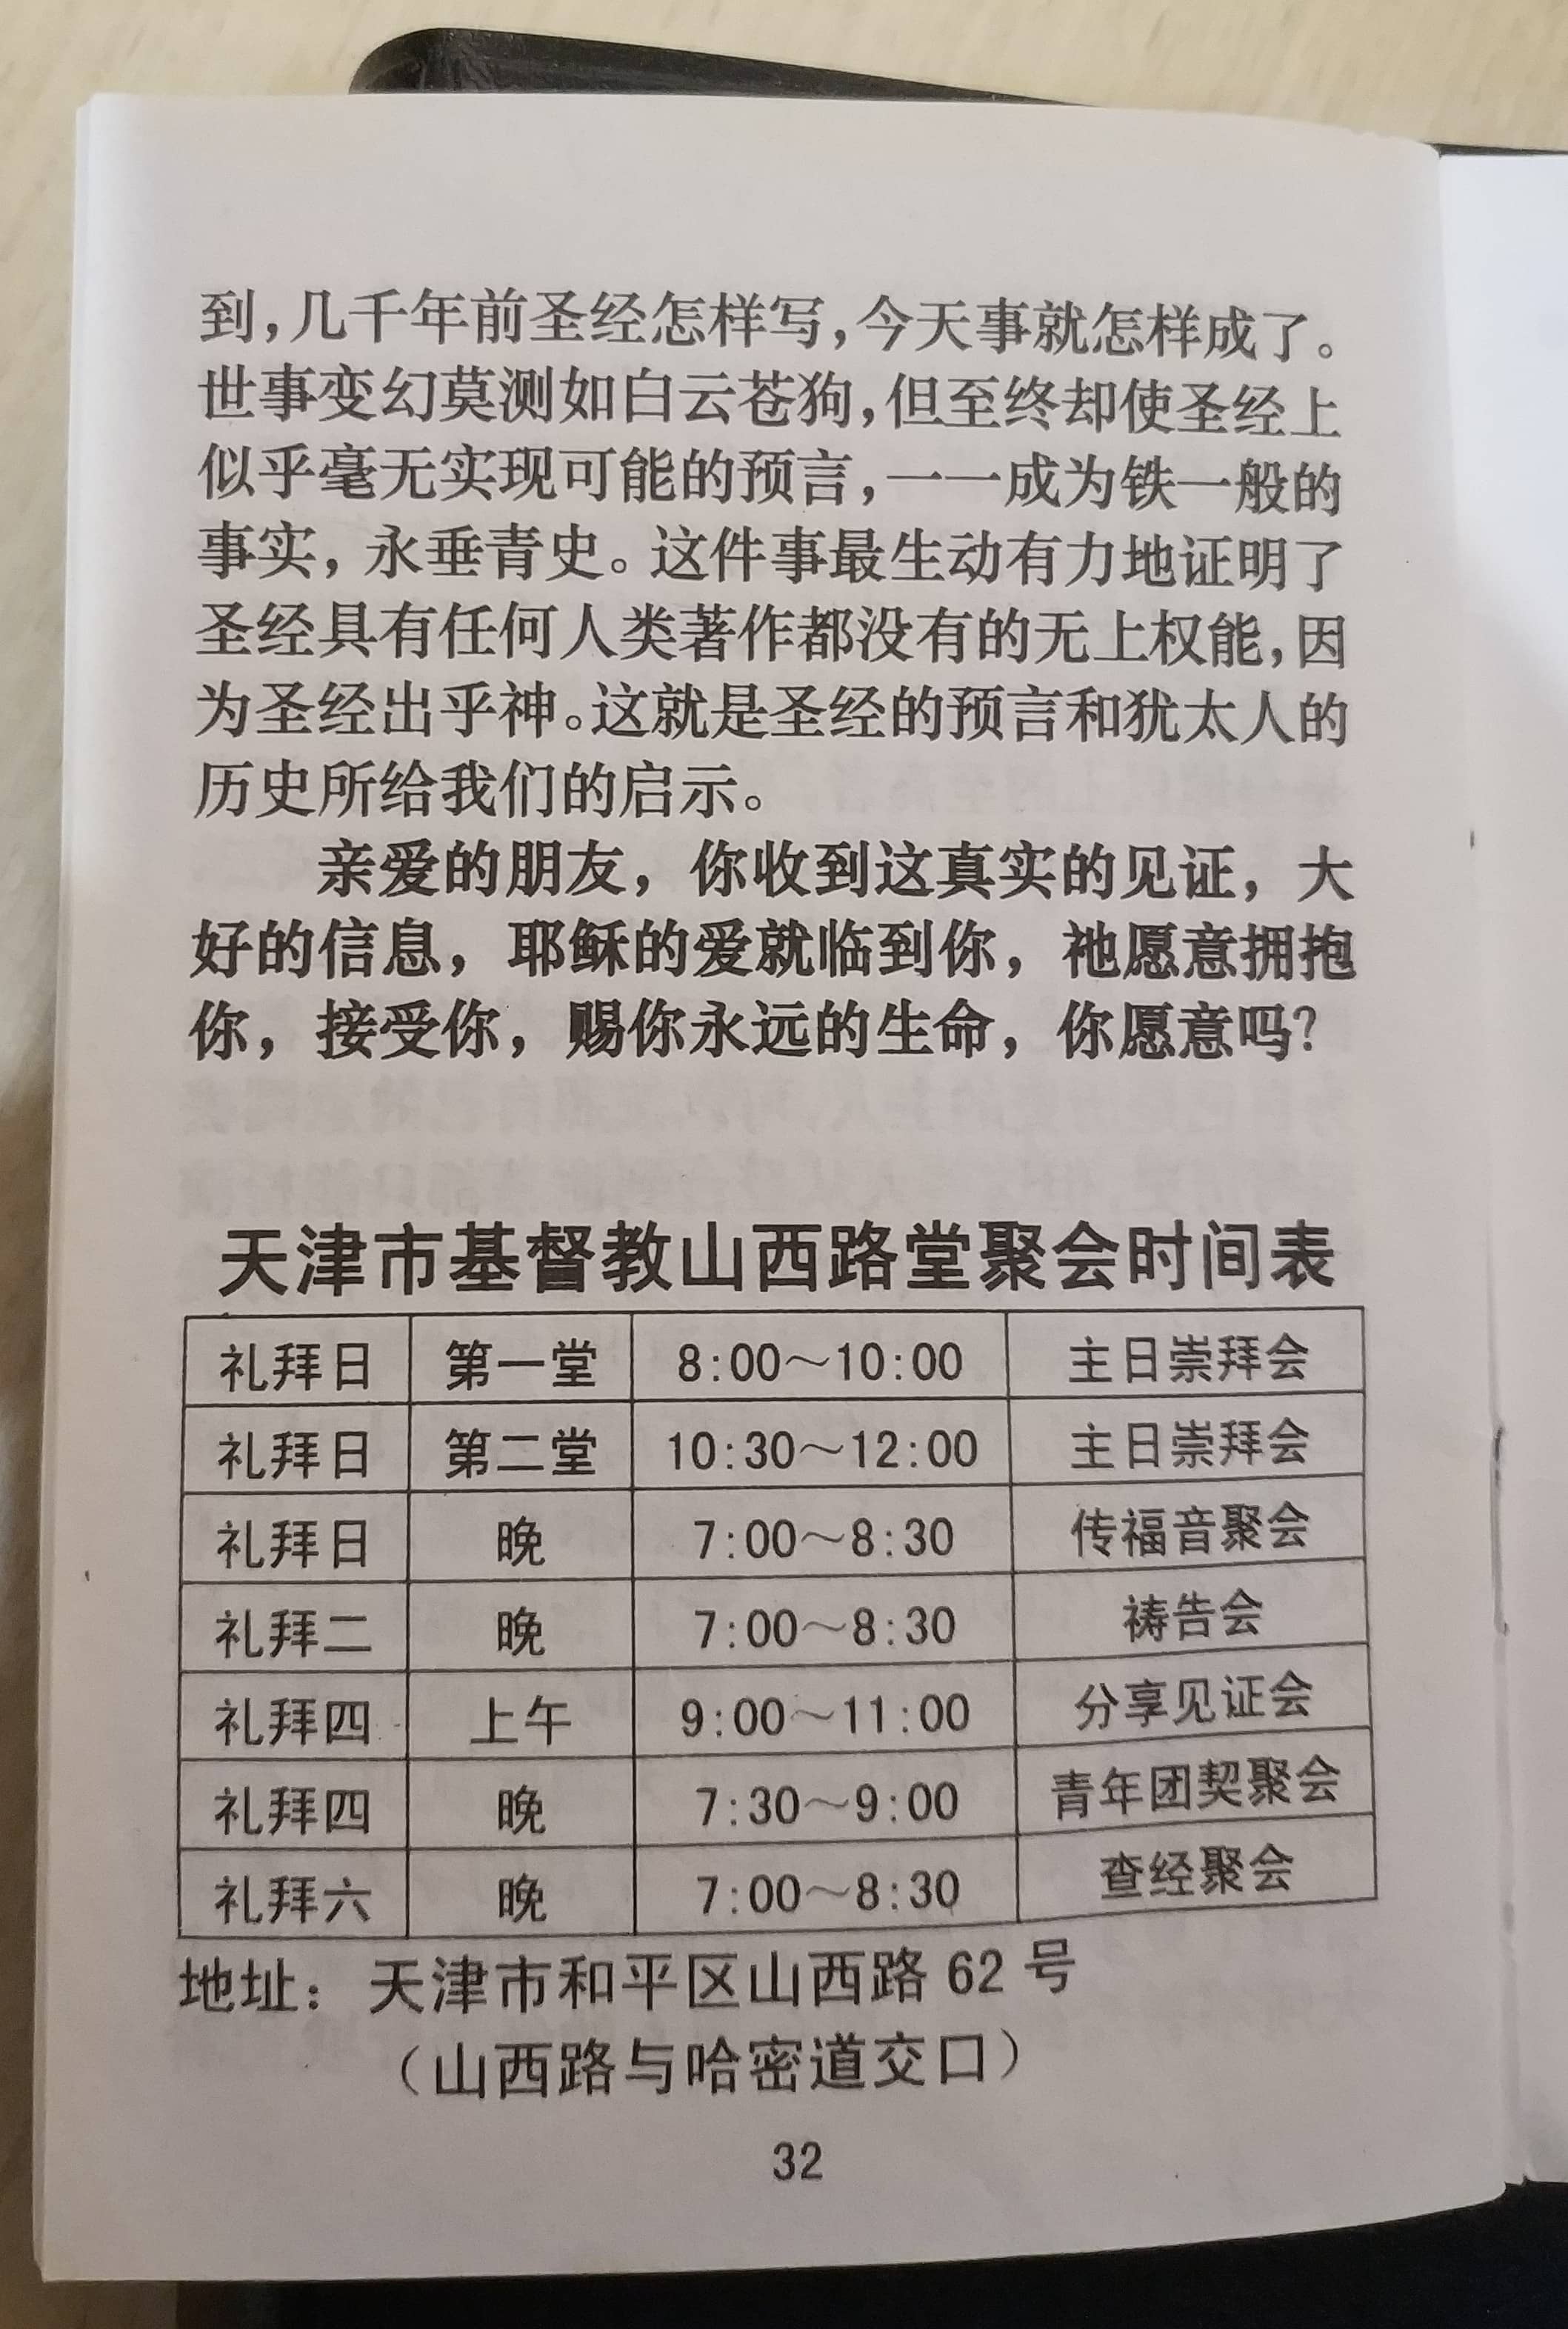 到,几千年前圣经怎样写,今天事就怎样成了。
世事变幻莫测如白云苍狗,但至终却使圣经上
似乎毫无实现可能的预言,一一成为铁一般的
事实,永垂青史。这件事最生动有力地证明了
圣经具有任何人类著作都没有的无上权能,因
为圣经出乎神。这就是圣经的预言和犹太人的
历史所给我们的启示。
亲爱的朋友，你收到这真实的见证，大
好的信息，耶稣的爱就临到你，祂愿意拥抱
你，接受你，赐你永远的生命，你愿意吗?
天津市基督教山西路堂聚会时间表
礼拜日 第一堂 8:00～10:00 主日崇拜会
礼拜日 第二堂 10:30～12:00 主日崇拜会
礼拜日 晚 7:00～8:30 传福音聚会
礼拜二 晚 7:00～8:30 祷告会
礼拜四 上午 9:00～11:00 分享见证会
礼拜四 晚 7:30～9:00 青年团契聚会
礼拜六 晚 7:00～8:30 查经聚会
地址：天津市和平区山西路 62 号
（山西路与哈密道交口）
32